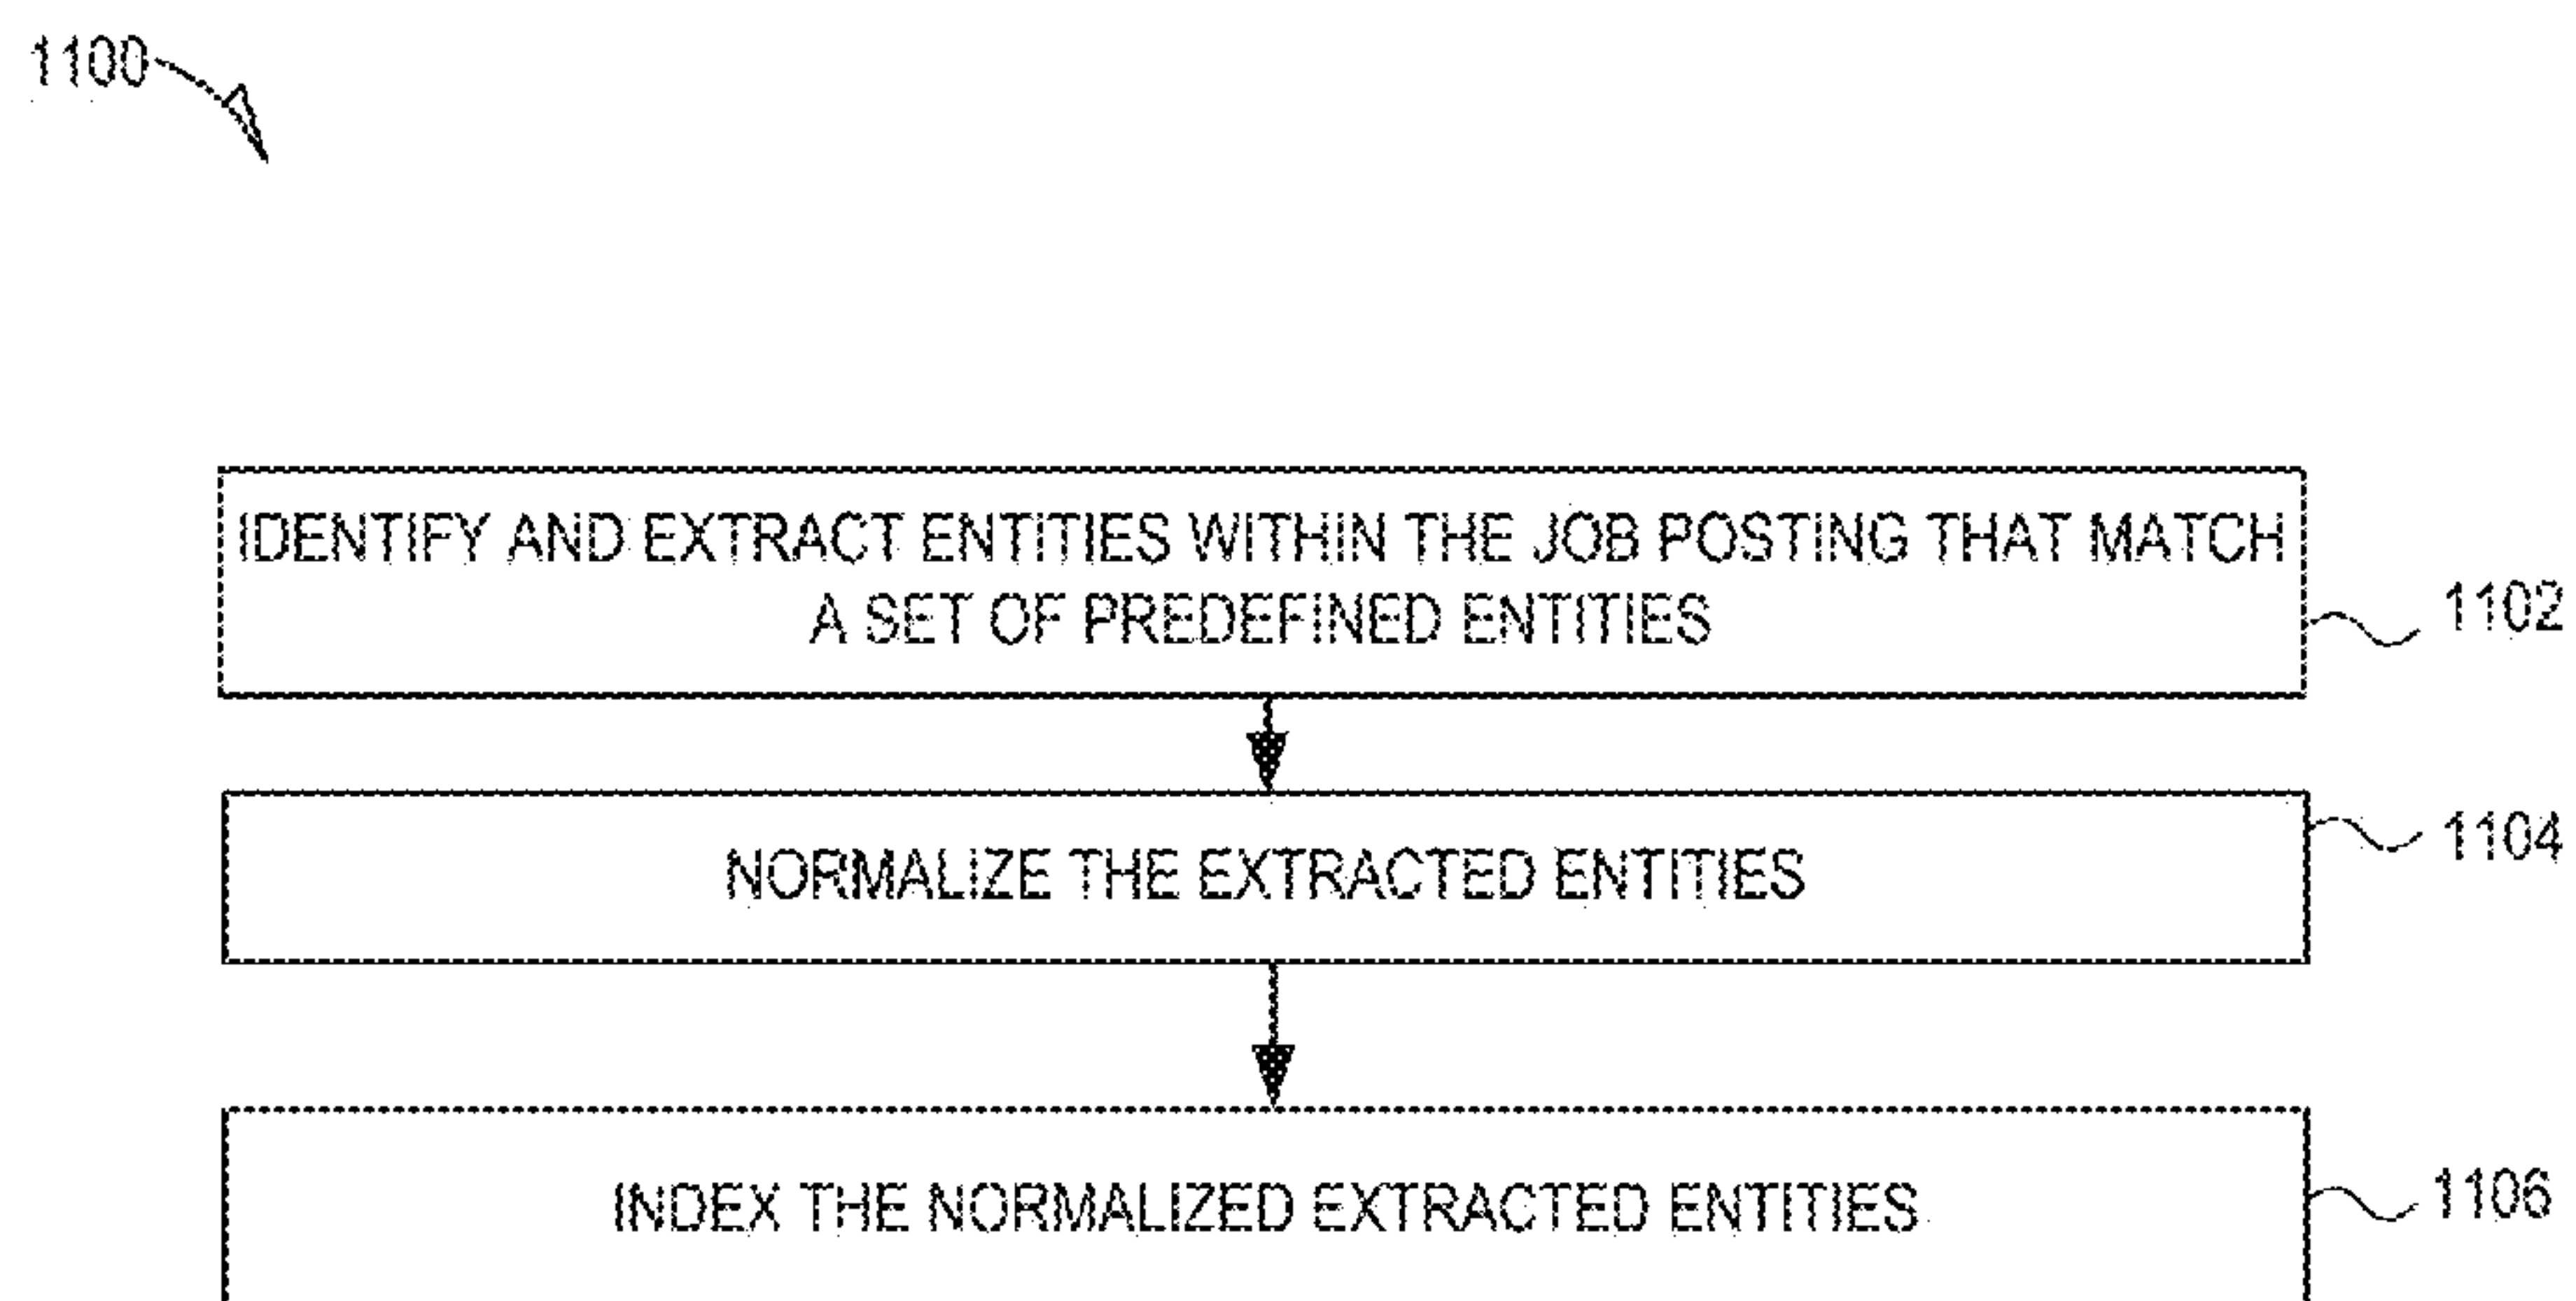 1100
IDENTIFY AND EXTRACT ENTITIES WITHIN THE JOB POSTING THAT MATCH
A SET OF PREDEFINED ENTITIES
1102
1104
NORMALIZE THE EXTRACTED ENTITIES
INDEX THE NORMALIZED EXTRACTED ENTITIES
1106